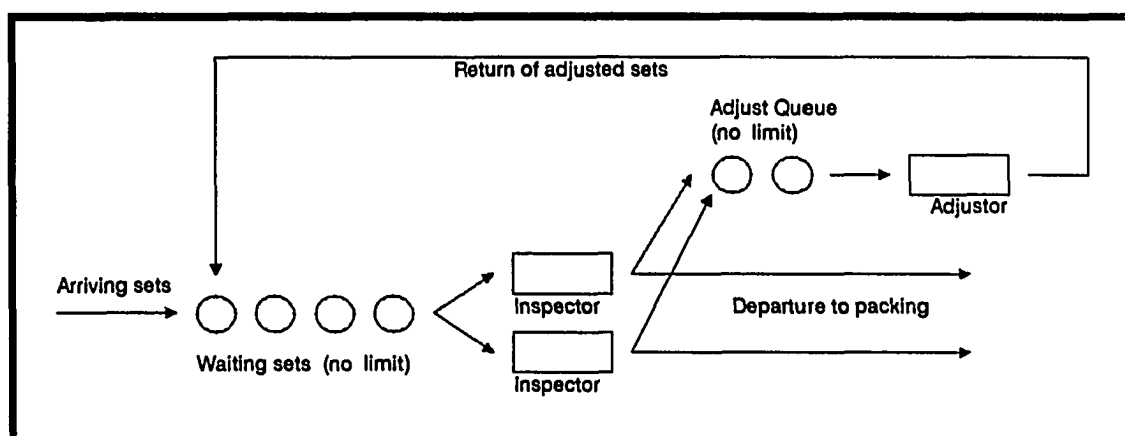 Return of adjusted sets
Adjust Queue
(no limit)
Adjustor
Arriving sets
Inspector
Departure to packing
Waiting sets (no limit)
Inspector